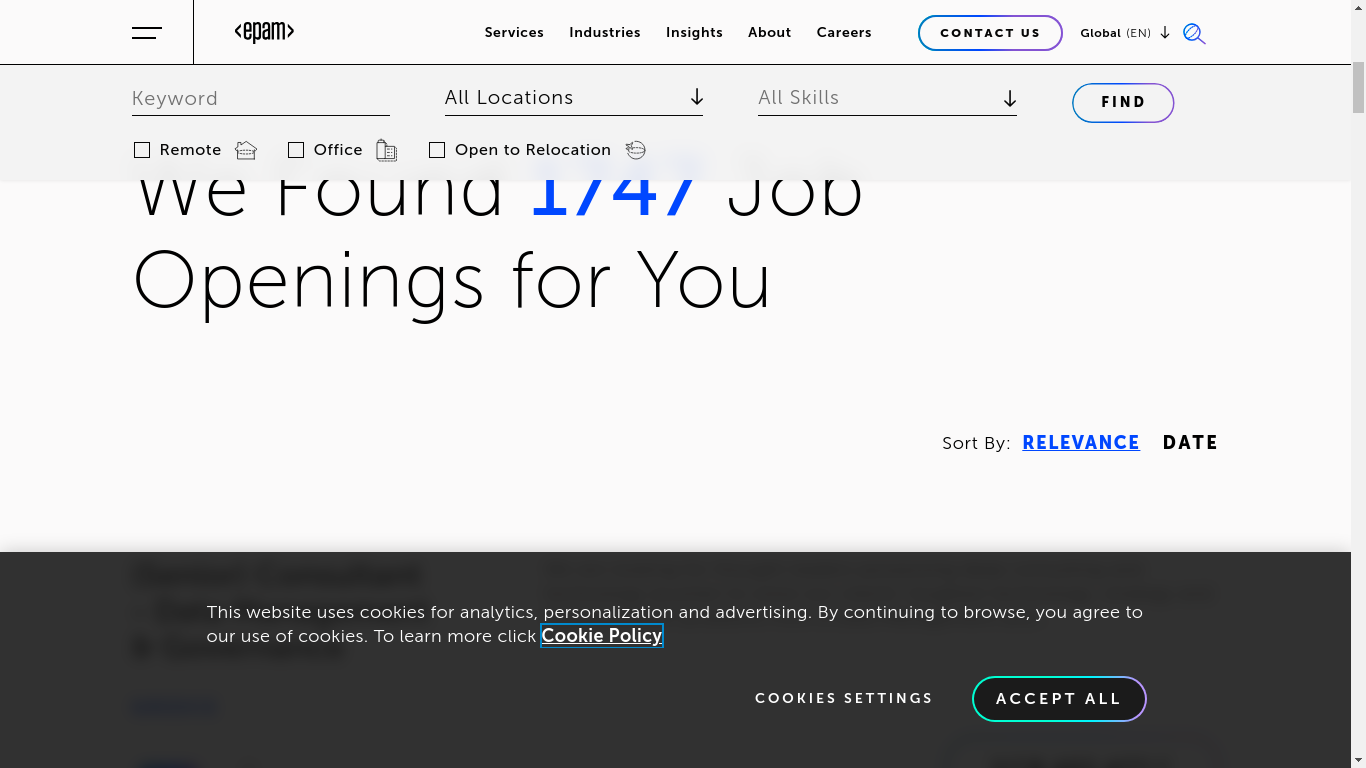 <epam>
Services Industries Insights About Careers CONTACT US Global (EN)
Keyword All Locations All Skills FIND
Remote Office Open to Relocation
We Found 1747 Job
Openings for You
Sort By: RELEVANCE DATE
This website uses cookies for analytics, personalization and advertising. By continuing to browse, you agree to
our use of cookies. To learn more click Cookie Policy
COOKIES SETTINGS ACCEPT ALL